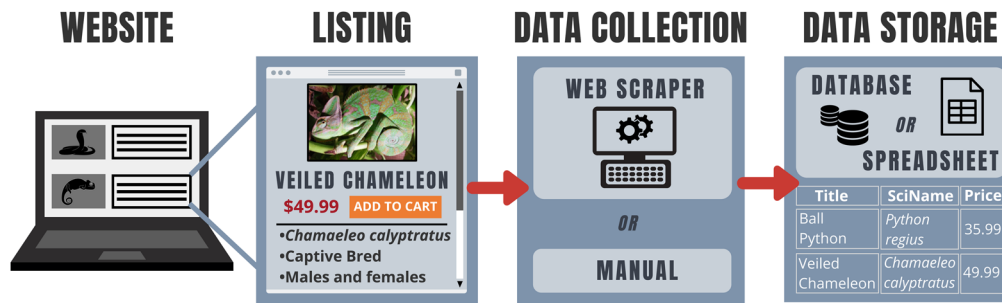 WEBSITE
LISTING
VEILED CHAMELEON
$49.99 ADD TO CART
•Chamaeleo calyptratus
•Captive Bred
•Males and females
DATA COLLECTION
WEB SCRAPER
OR
MANUAL
DATA STORAGE
DATABASE
OR
SPREADSHEET
Title SciName Price
Ball Python Python regius 35.99
Veiled Chameleon Chamaeleo calyptratus 49.99